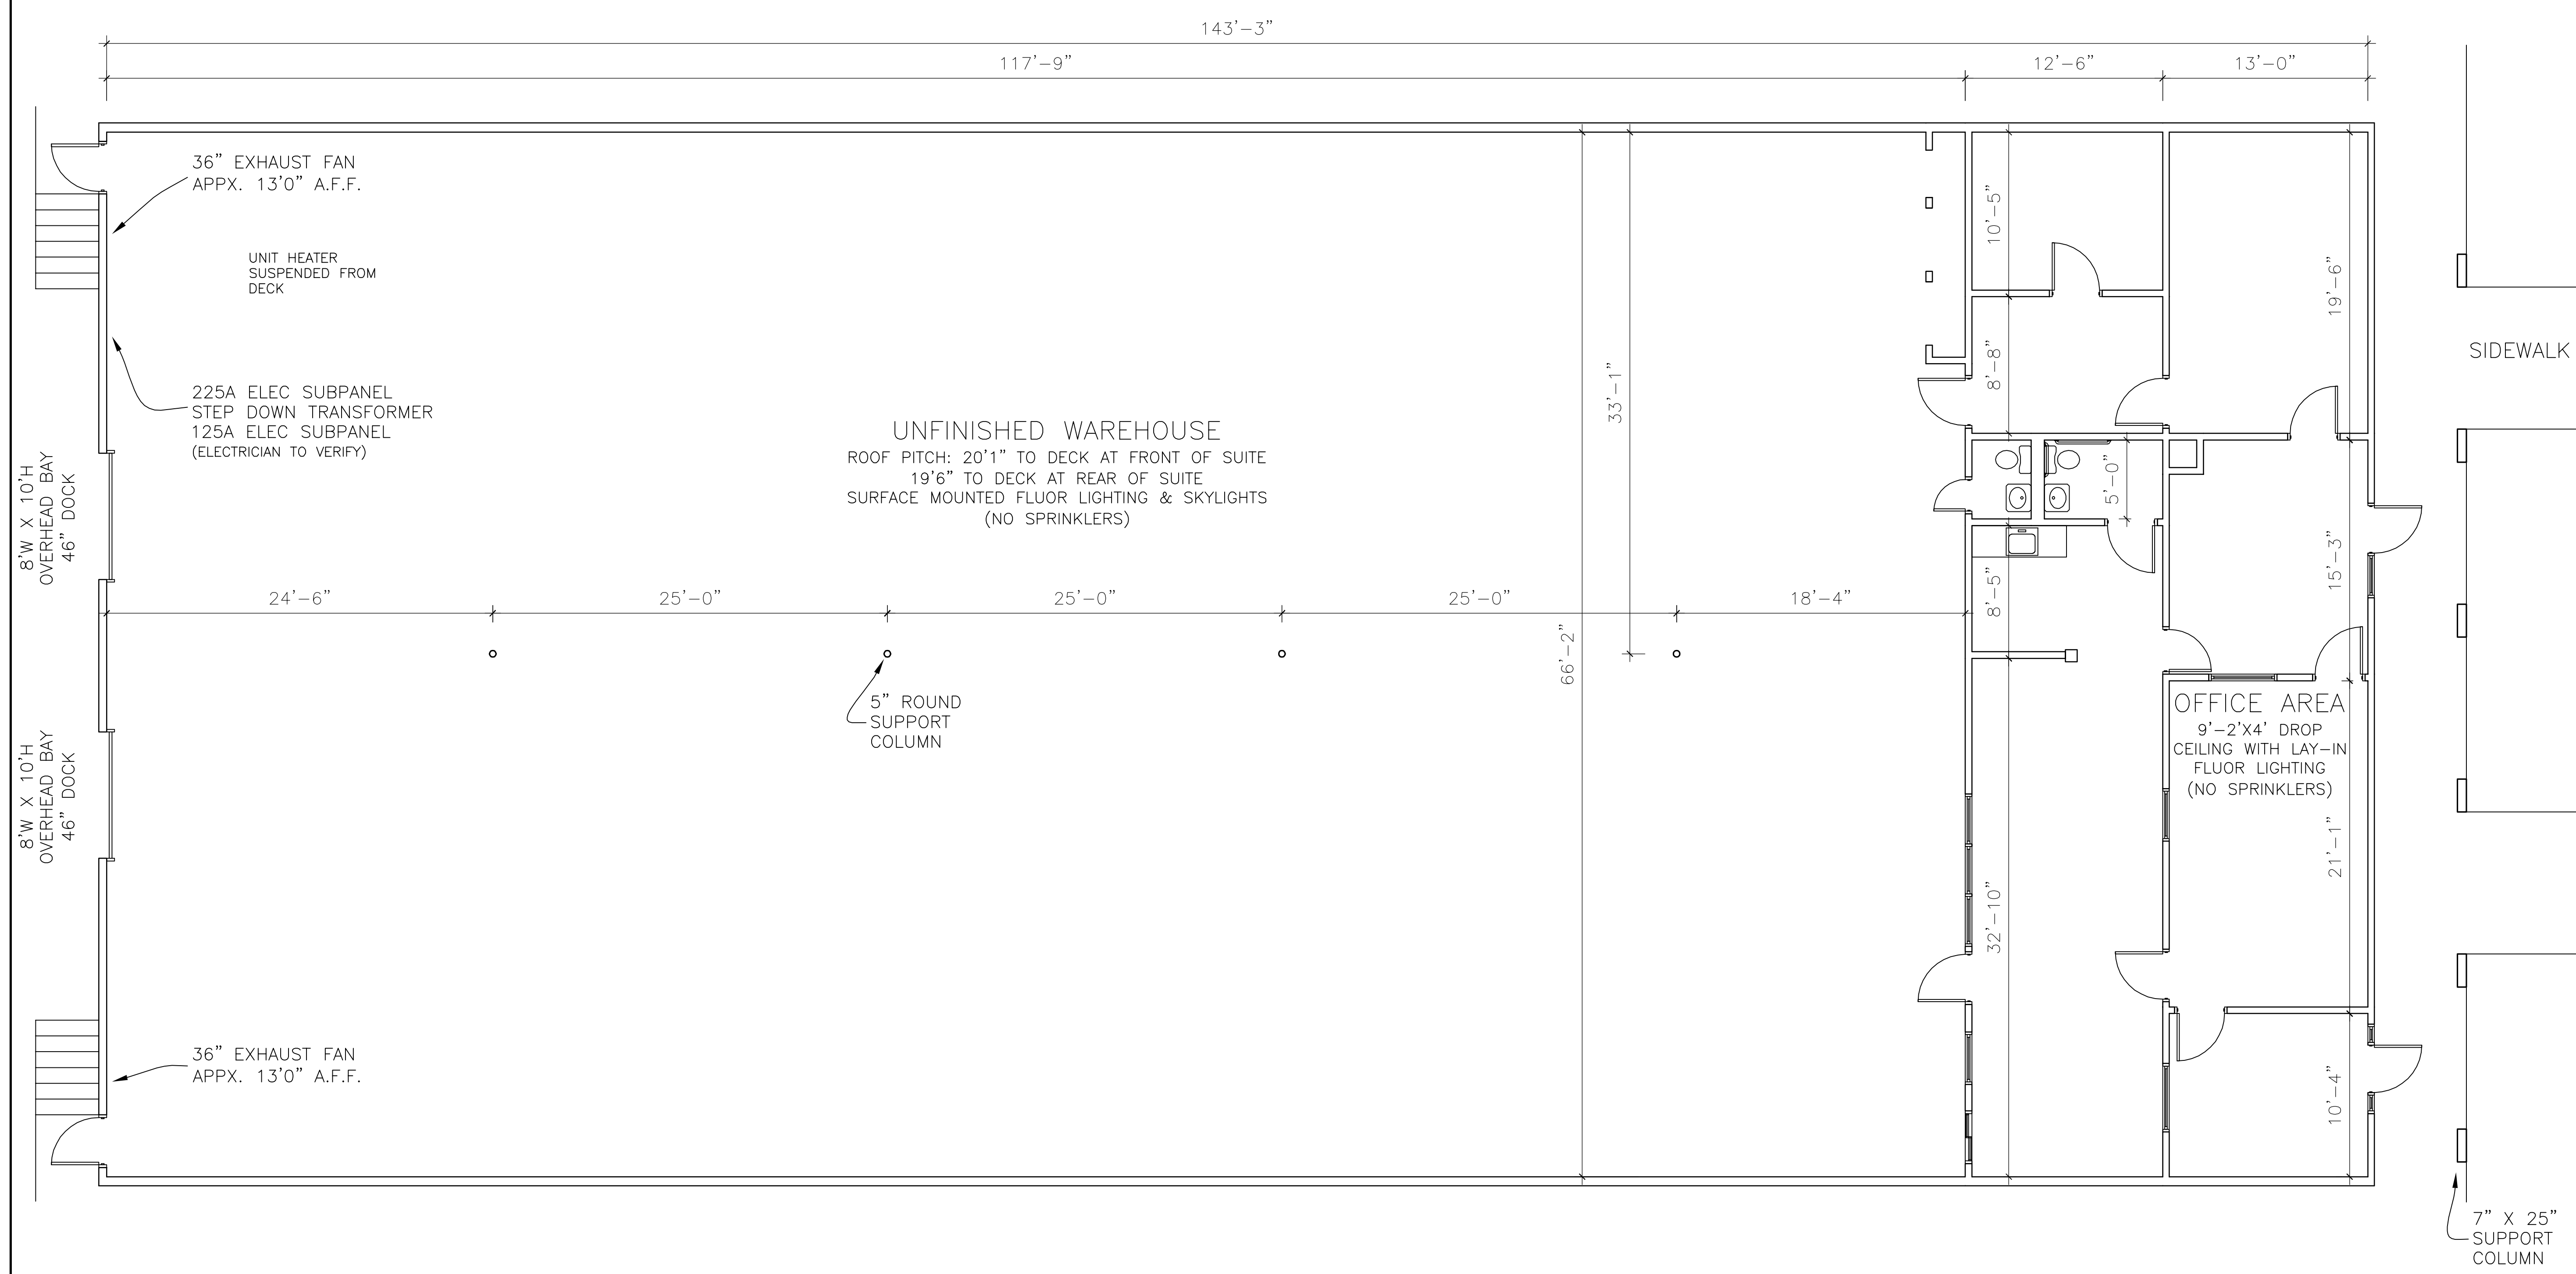 143'-3"
117'-9"
12'-6"
13'-0"
36" EXHAUST FAN
APPX. 13'0" A.F.F.
UNIT HEATER
SUSPENDED FROM
DECK
225A ELEC SUBPANEL
STEP DOWN TRANSFORMER
125A ELEC SUBPANEL
(ELECTRICIAN TO VERIFY)
8'W X 10'H
OVERHEAD BAY
46" DOCK
UNFINISHED WAREHOUSE
ROOF PITCH: 20'1" TO DECK AT FRONT OF SUITE
19'6" TO DECK AT REAR OF SUITE
SURFACE MOUNTED FLUOR LIGHTING & SKYLIGHTS
(NO SPRINKLERS)
33'-1"
10'-5"
8'-8"
19'-6"
SIDEWALK
5'-0"
15'-3"
8'-5"
24'-6"
25'-0"
25'-0"
25'-0"
18'-4"
66'-2"
5" ROUND
SUPPORT
COLUMN
8'W X 10'H
OVERHEAD BAY
46" DOCK
OFFICE AREA
9'-2'X4' DROP
CEILING WITH LAY-IN
FLUOR LIGHTING
(NO SPRINKLERS)
21'-1"
32'-10"
36" EXHAUST FAN
APPX. 13'0" A.F.F.
10'-4"
7" X 25"
SUPPORT
COLUMN